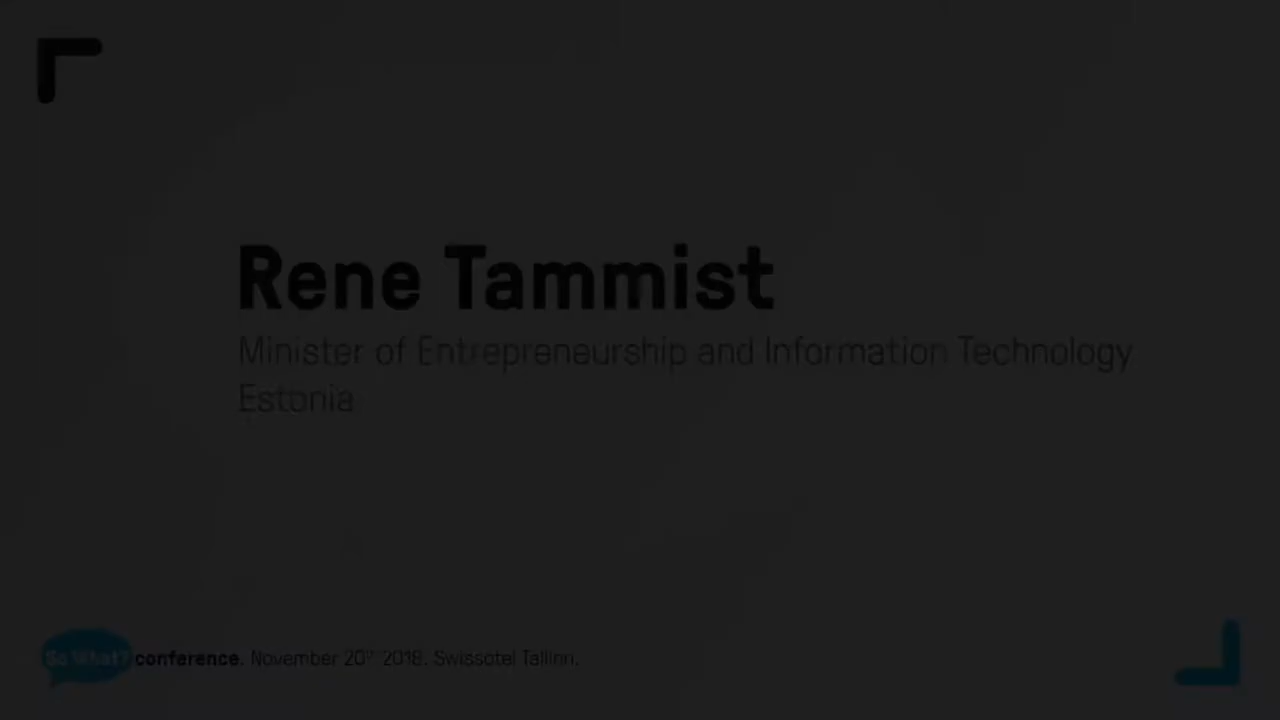 Rene Tammist
Minister of Entrepreneurship and Information Technology
Estonia
So What? conference. November 20th 2018. Swissotel Tallinn.